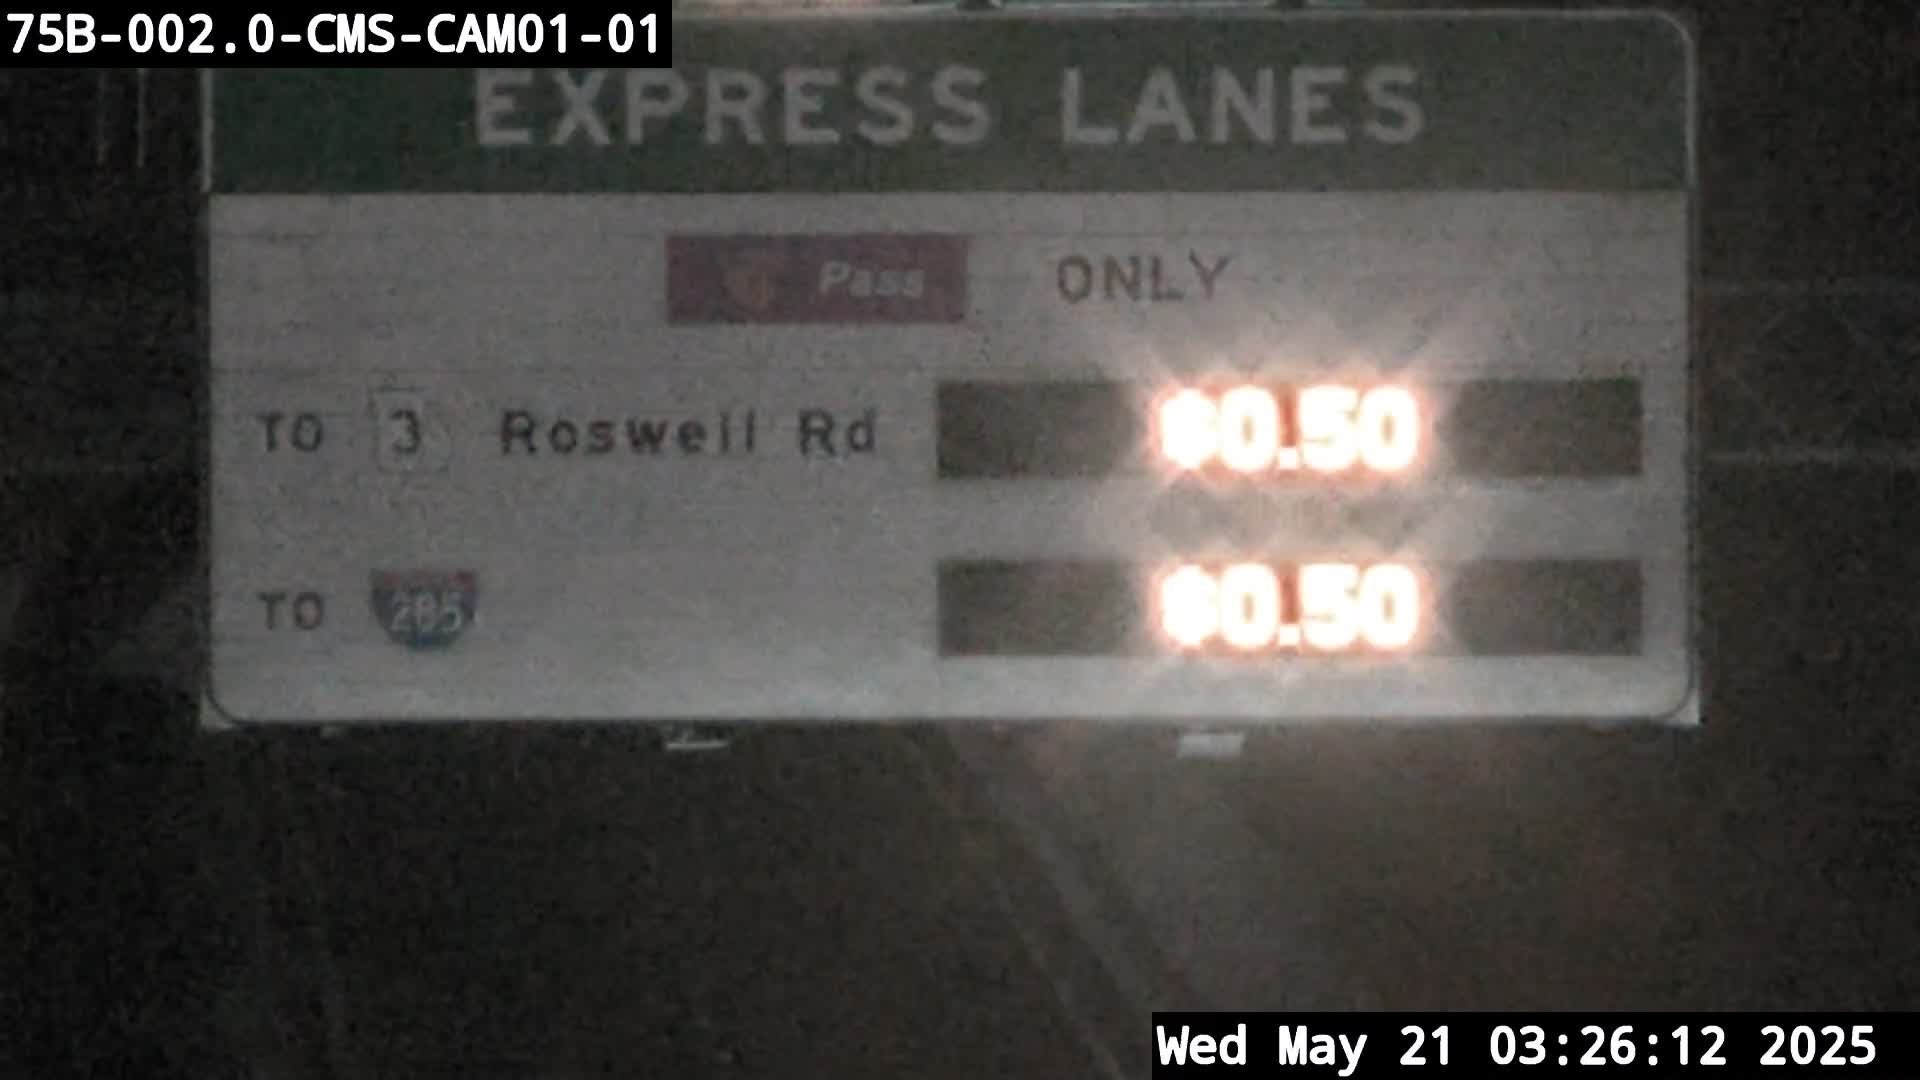 75B-002.0-CMS-CAM01-01
EXPRESS LANES
Pass ONLY
TO 3 Roswell Rd $0.50
TO 285 $0.50
Wed May 21 03:26:12 2025